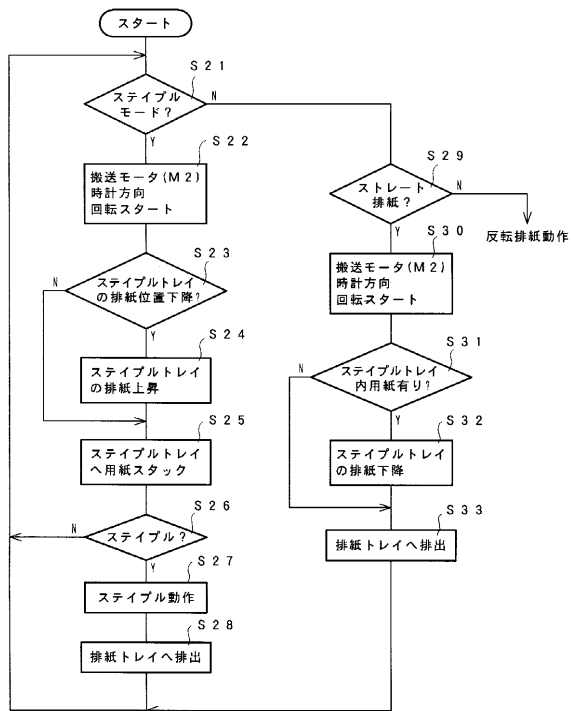 スタート
S21
ステイプル
モード?
N
Y
S22
搬送モータ(M2)
時計方向
回転スタート
S23
ステイプルトレイ
の排紙位置下降?
N
Y
S24
ステイプルトレイ
の排紙上昇
S25
ステイプルトレイ
へ用紙スタック
S26
ステイプル?
N
Y
S27
ステイプル動作
S28
排紙トレイへ排出
S29
ストレート
排紙?
N
反転排紙動作
Y
S30
搬送モータ(M2)
時計方向
回転スタート
S31
ステイプルトレイ
内用紙有り?
N
Y
S32
ステイプルトレイ
の排紙下降
S33
排紙トレイへ排出